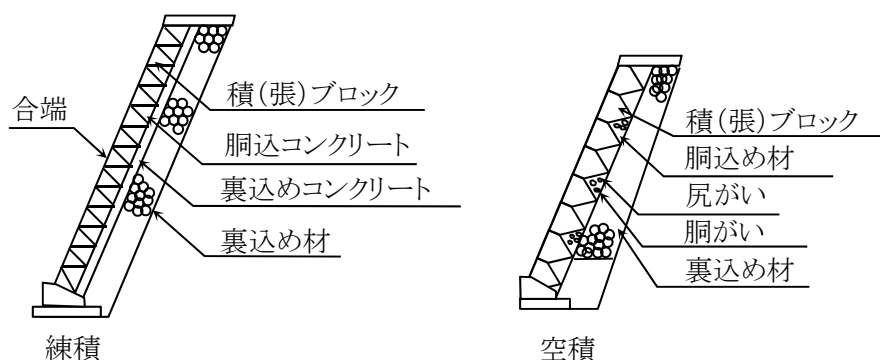 合端
積(張)ブロック
胴込コンクリート
裏込めコンクリート
裏込め材
練積
積(張)ブロック
胴込め材
尻がい
胴がい
裏込め材
空積